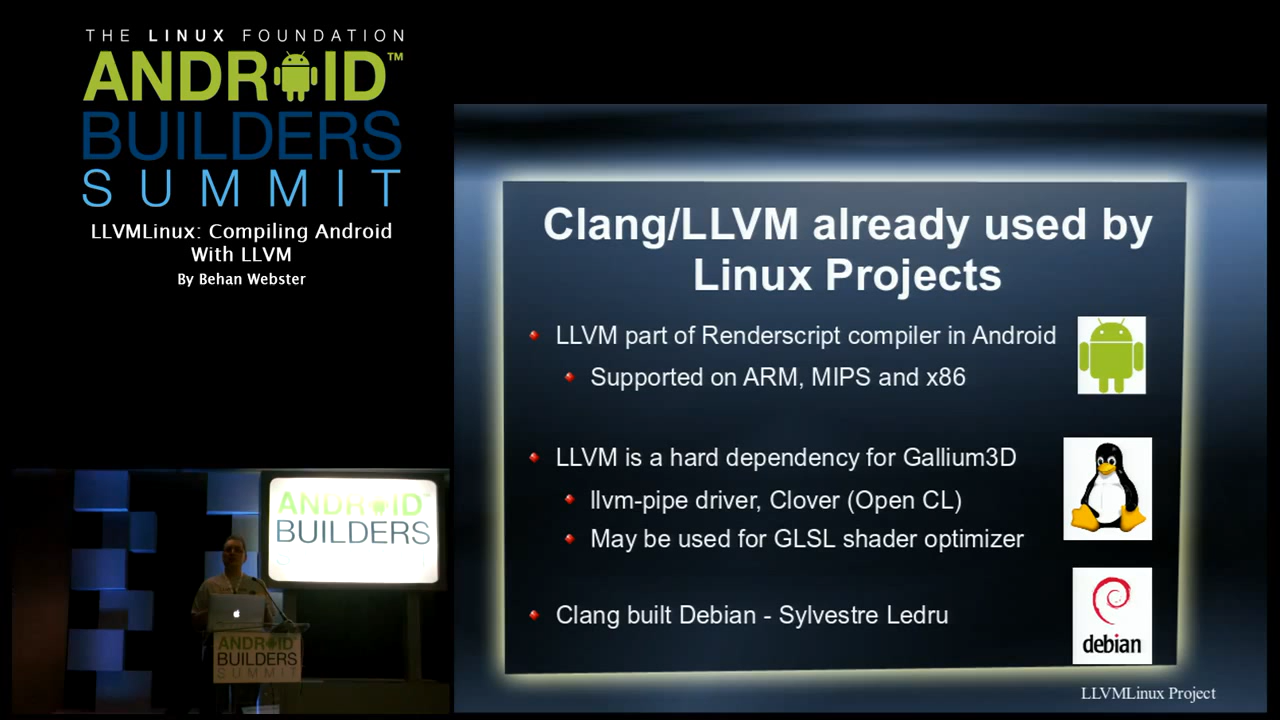 THE LINUX FOUNDATION
ANDROID™
BUILDERS
SUMMIT
LLVMLinux: Compiling Android
With LLVM
By Behan Webster
Clang/LLVM already used by
Linux Projects
LLVM part of Renderscript compiler in Android
Supported on ARM, MIPS and x86
LLVM is a hard dependency for Gallium3D
llvm-pipe driver, Clover (Open CL)
May be used for GLSL shader optimizer
Clang built Debian - Sylvestre Ledru
debian
LLVMLinux Project
ANDROID
BUILDERS
SUMMIT
ANDROID
BUILDERS
SUMMIT